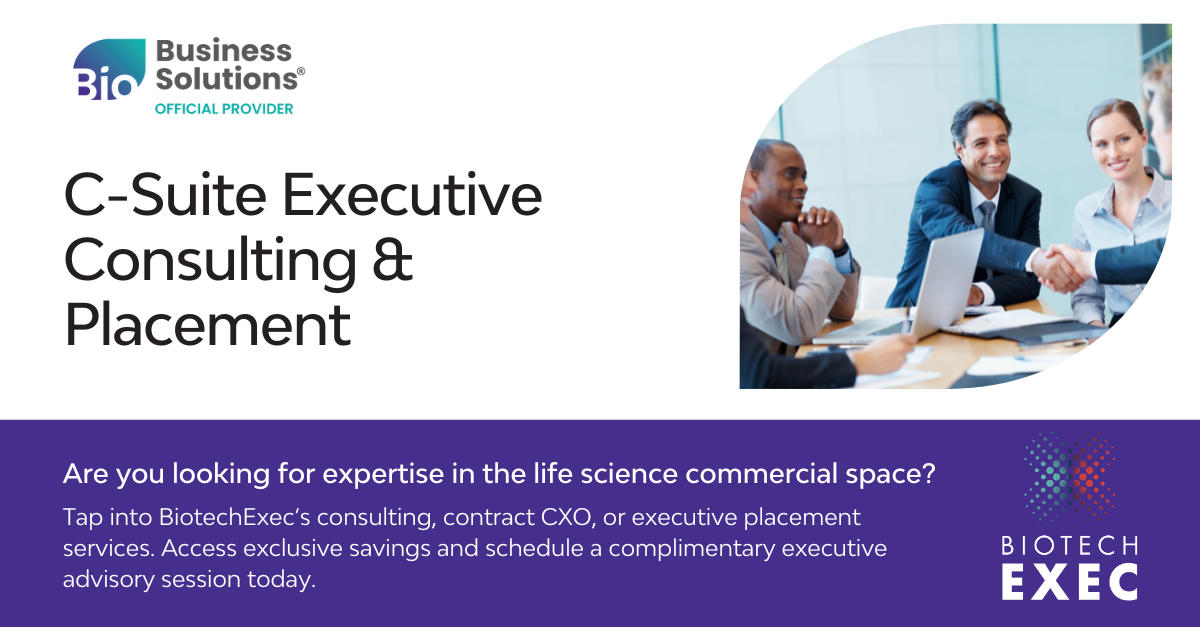 Bio
Business
Solutions®
OFFICIAL PROVIDER
C-Suite Executive
Consulting &
Placement
Are you looking for expertise in the life science commercial space?
Tap into BiotechExec’s consulting, contract CXO, or executive placement
services. Access exclusive savings and schedule a complimentary executive
advisory session today.
BIOTECH
EXEC